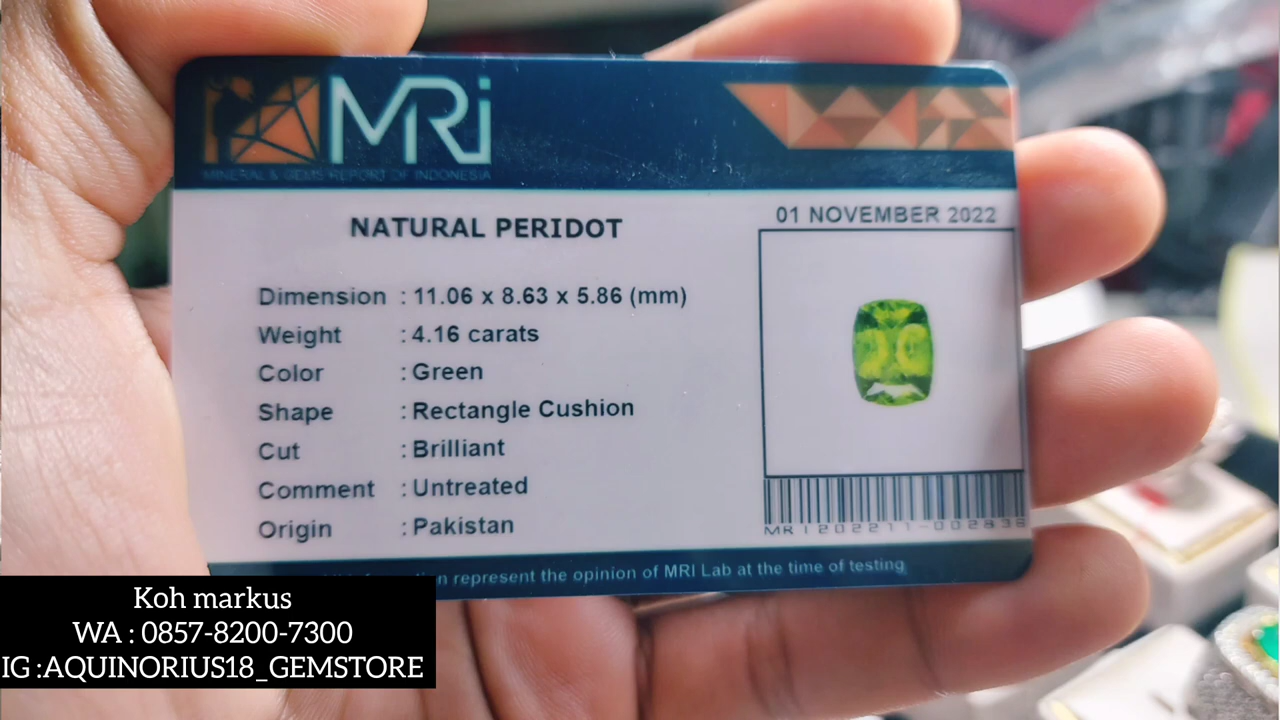 MRi
MINERAL & GEMS REPORT OF INDONESIA
01 NOVEMBER 2022
NATURAL PERIDOT
Dimension : 11.06 x 8.63 x 5.86 (mm)
Weight : 4.16 carats
Color : Green
Shape : Rectangle Cushion
Cut : Brilliant
Comment : Untreated
Origin : Pakistan
MRI202211-002836
represent the opinion of MRI Lab at the time of testing
Koh markus
WA : 0857-8200-7300
IG :AQUINORIUS18_GEMSTORE